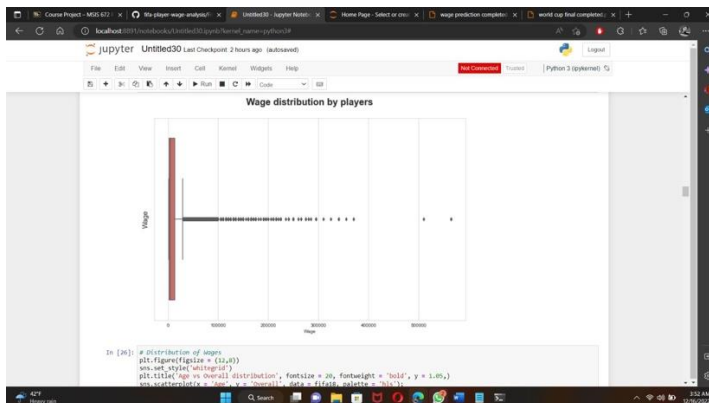 Course Project – MSIS 672
fifa-player-wage-analysis/
Untitled30 - Jupyter Notebook
Home Page - Select or crea
wage prediction completed
world cup final completed
localhost:8891/notebooks/Untitled30.ipynb?kernel_name=python3#
jupyter Untitled30 Last Checkpoint: 2 hours ago (autosaved)
Logout
File Edit View Insert Cell Kernel Widgets Help
Not Connected Trusted Python 3 (ipykernel)
Run Code
Wage distribution by players
Wage
0 100000 200000 300000 400000 500000
Wage
In [26]: # Distribution of Wages
plt.figure(figsize = (12,8))
sns.set_style('whitegrid')
plt.title('Age vs Overall distribution', fontsize = 20, fontweight = 'bold', y = 1.05,)
sns.scatterplot(x = 'Age', y = 'Overall', data = fifa18, palette = 'hls');
42°F
Heavy rain
Search
3:52 AM